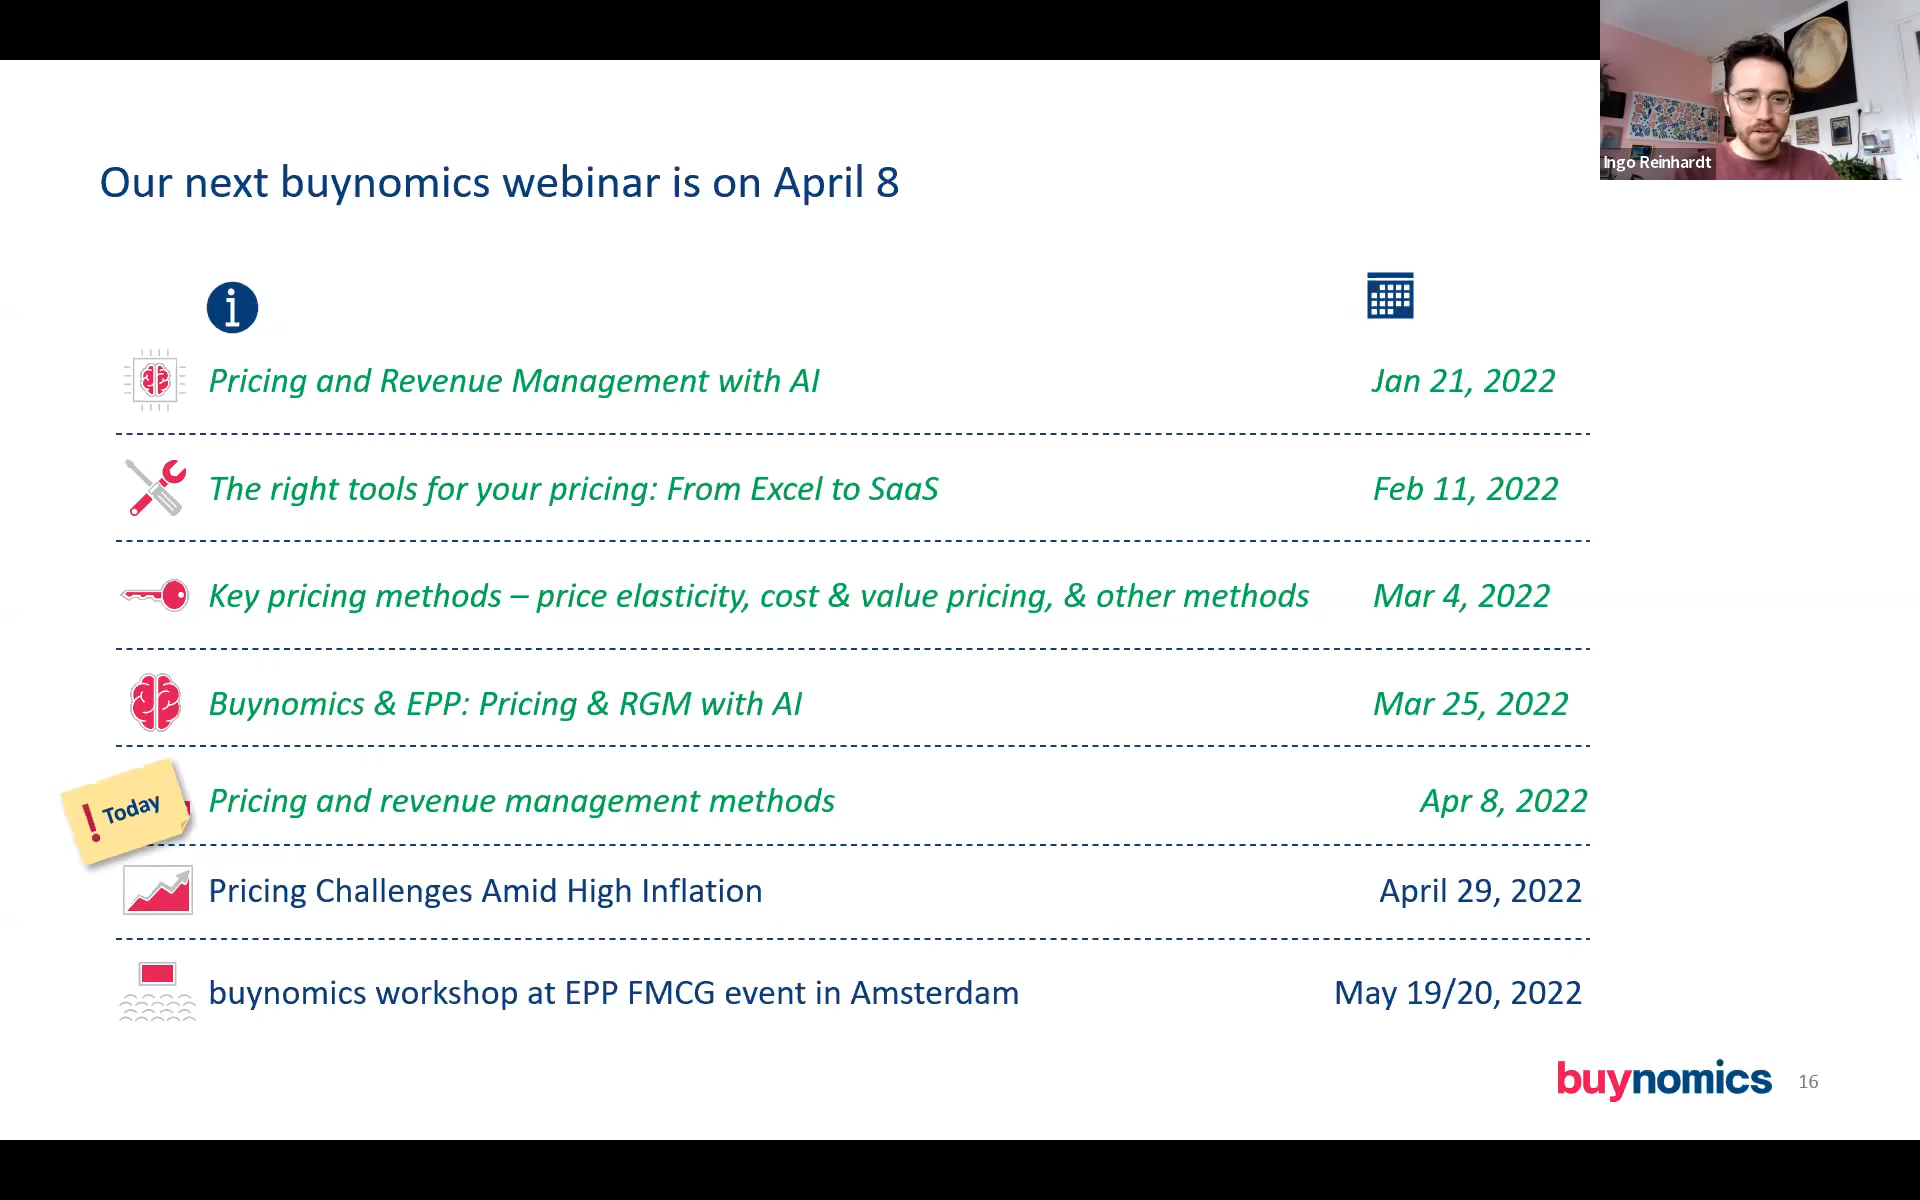 Ingo Reinhardt
Our next buynomics webinar is on April 8
Pricing and Revenue Management with AI Jan 21, 2022
The right tools for your pricing: From Excel to SaaS Feb 11, 2022
Key pricing methods – price elasticity, cost & value pricing, & other methods Mar 4, 2022
Buynomics & EPP: Pricing & RGM with AI Mar 25, 2022
! Today Pricing and revenue management methods Apr 8, 2022
Pricing Challenges Amid High Inflation April 29, 2022
buynomics workshop at EPP FMCG event in Amsterdam May 19/20, 2022
buynomics 16